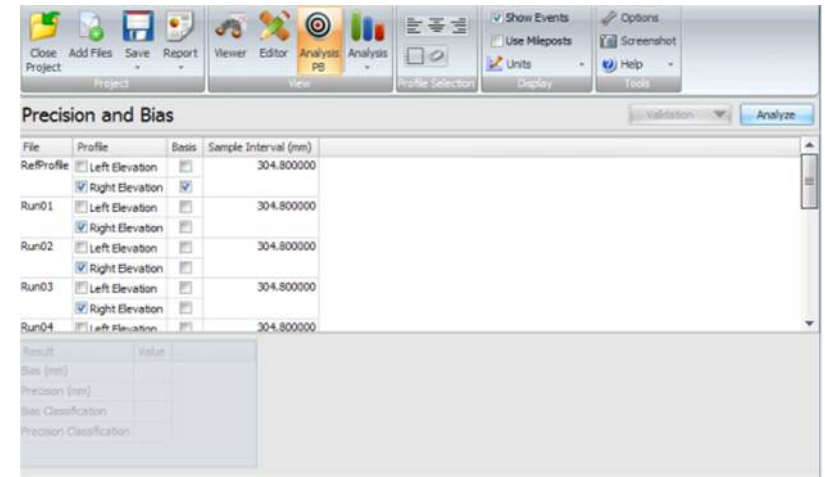 Close Project
Add Files
Save
Report
Viewer
Editor
Analysis PB
Analysis
Show Events
Use Mileposts
Units
Options
Screenshot
Help
Project
View
Profile Selection
Display
Tools
Precision and Bias
Validation
Analyze
File Profile Basis Sample Interval (mm)
RefProfile Left Elevation 304.800000
Right Elevation
Run01 Left Elevation 304.800000
Right Elevation
Run02 Left Elevation 304.800000
Right Elevation
Run03 Left Elevation 304.800000
Right Elevation
Run04 Left Elevation 304.800000
Result Value
Bias (mm)
Precision (mm)
Bias Classification
Precision Classification